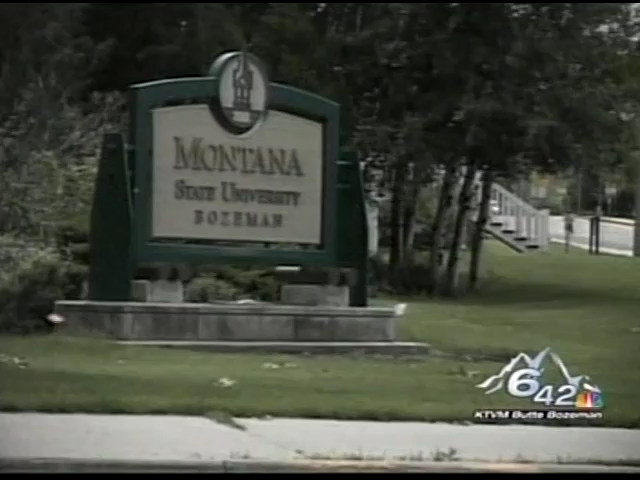 MONTANA
STATE UNIVERSITY
BOZEMAN
6 42
KTVM Butte Bozeman